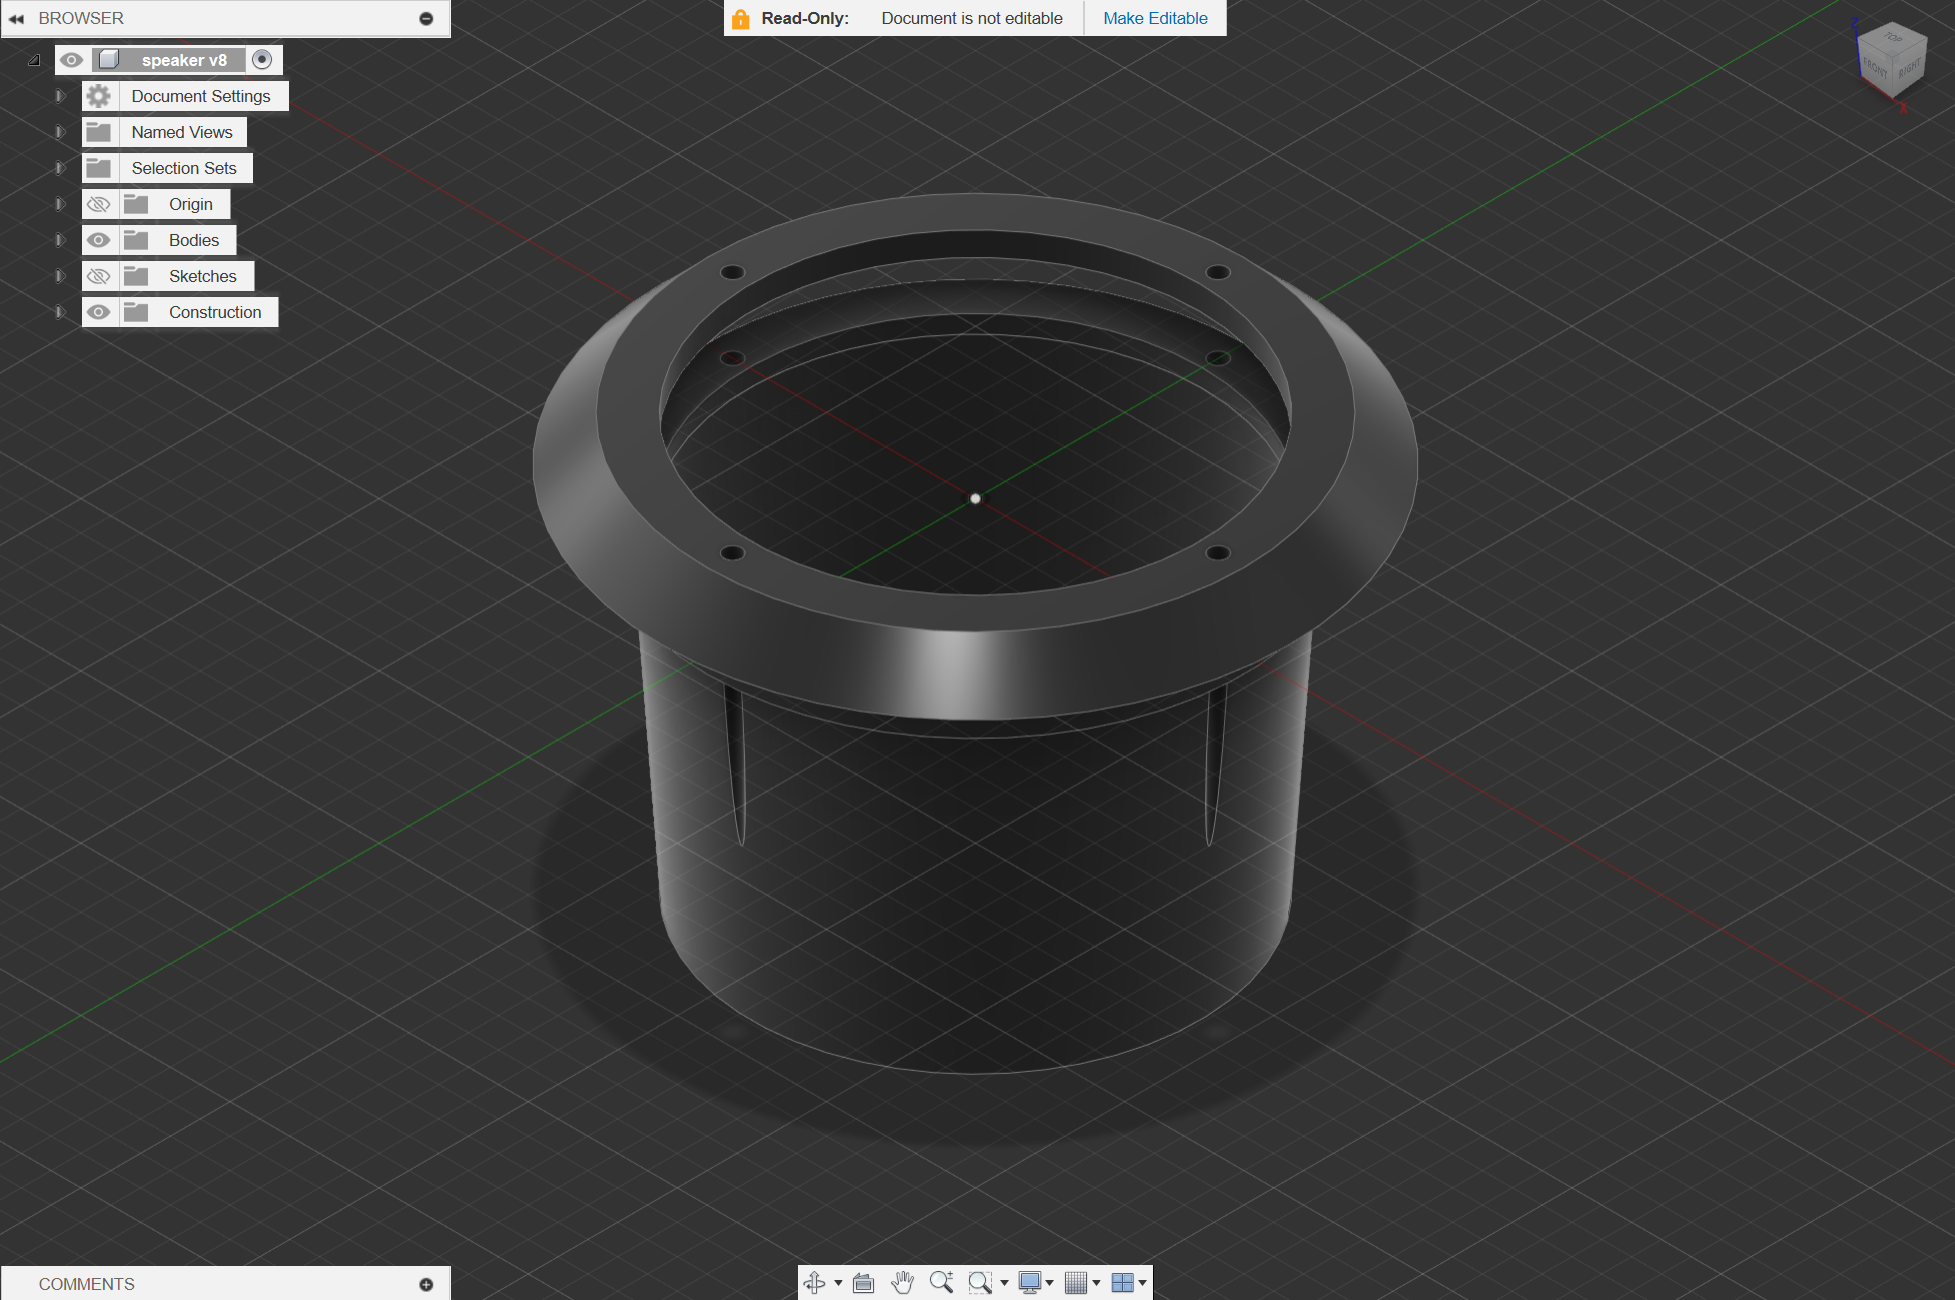 BROWSER
Read-Only: Document is not editable Make Editable
speaker v8
Document Settings
Named Views
Selection Sets
Origin
Bodies
Sketches
Construction
Z
TOP
FRONT RIGHT
X
COMMENTS